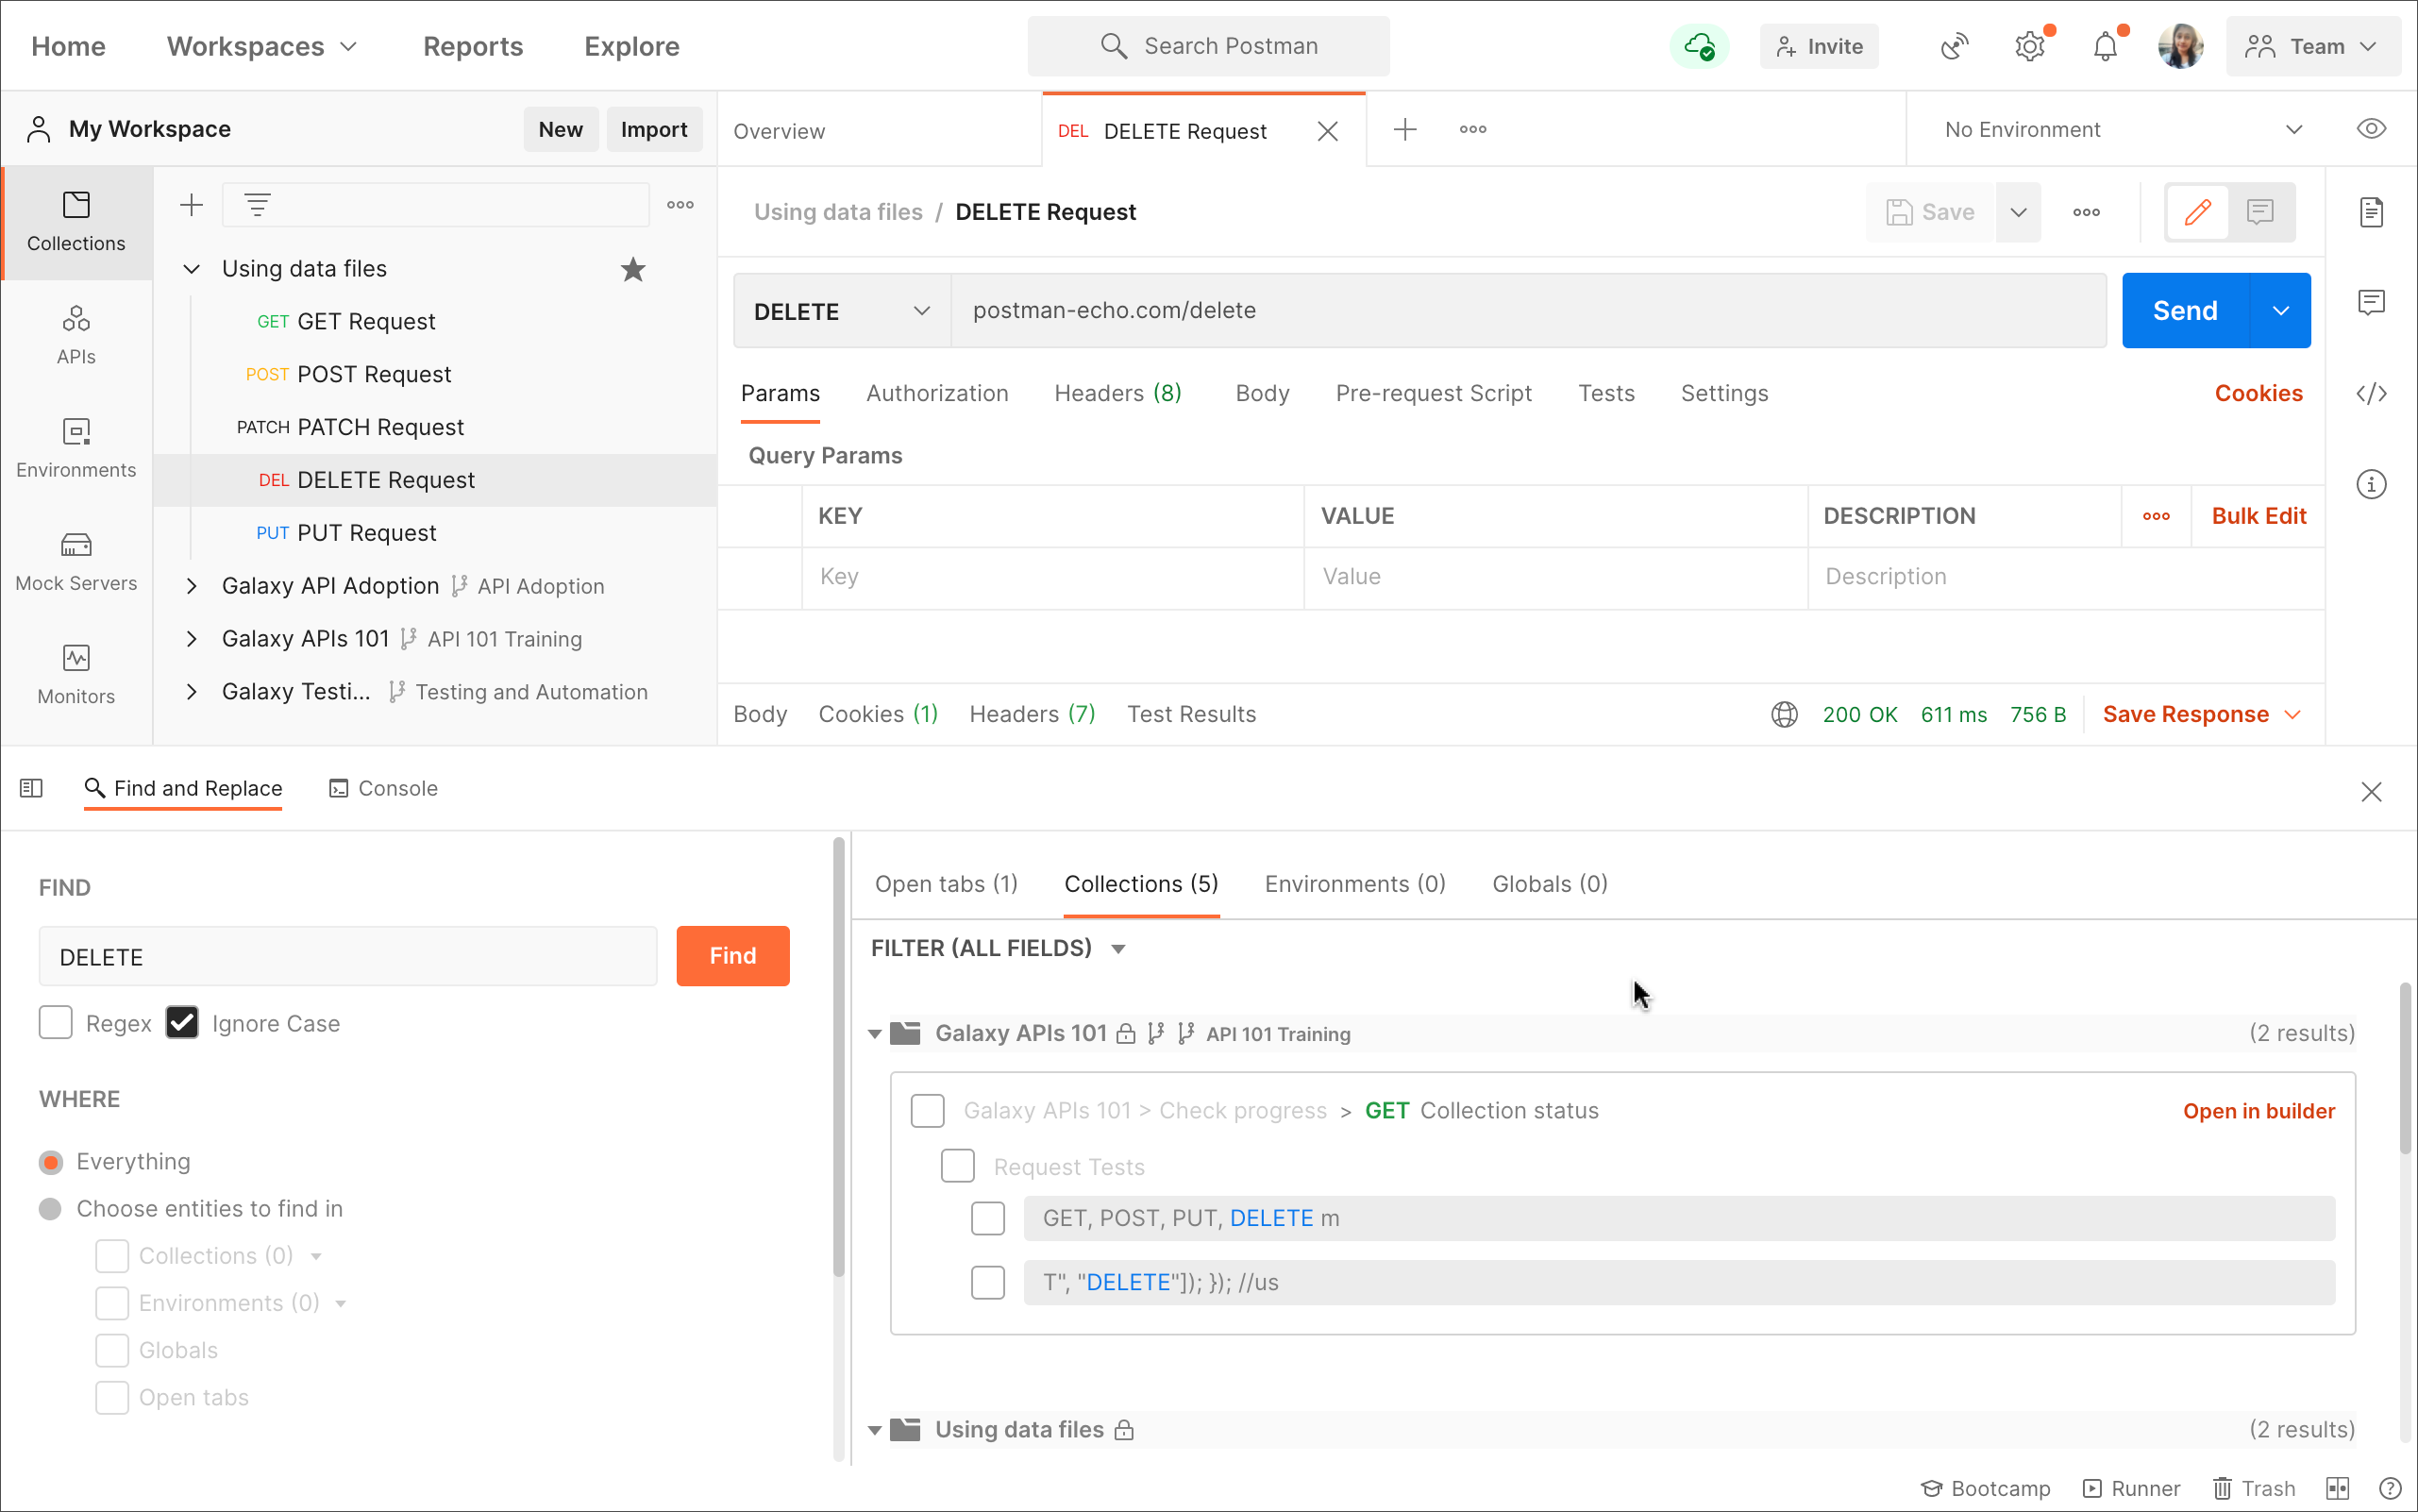 Home Workspaces Reports Explore Search Postman Invite Team
My Workspace New Import Overview DEL DELETE Request No Environment
Collections
APIs
Environments
Mock Servers
Monitors
Using data files
GET GET Request
POST POST Request
PATCH PATCH Request
DEL DELETE Request
PUT PUT Request
Galaxy API Adoption API Adoption
Galaxy APIs 101 API 101 Training
Galaxy Testi... Testing and Automation
Using data files / DELETE Request Save
DELETE postman-echo.com/delete Send
Params Authorization Headers (8) Body Pre-request Script Tests Settings Cookies
Query Params
KEY VALUE DESCRIPTION Bulk Edit
Key Value Description
Body Cookies (1) Headers (7) Test Results 200 OK 611 ms 756 B Save Response
Find and Replace Console
FIND
DELETE Find
Regex Ignore Case
WHERE
Everything
Choose entities to find in
Collections (0)
Environments (0)
Globals
Open tabs
Open tabs (1) Collections (5) Environments (0) Globals (0)
FILTER (ALL FIELDS)
Galaxy APIs 101 API 101 Training (2 results)
Galaxy APIs 101 > Check progress > GET Collection status Open in builder
Request Tests
GET, POST, PUT, DELETE m
T", "DELETE"]); }); //us
Using data files (2 results)
Bootcamp Runner Trash